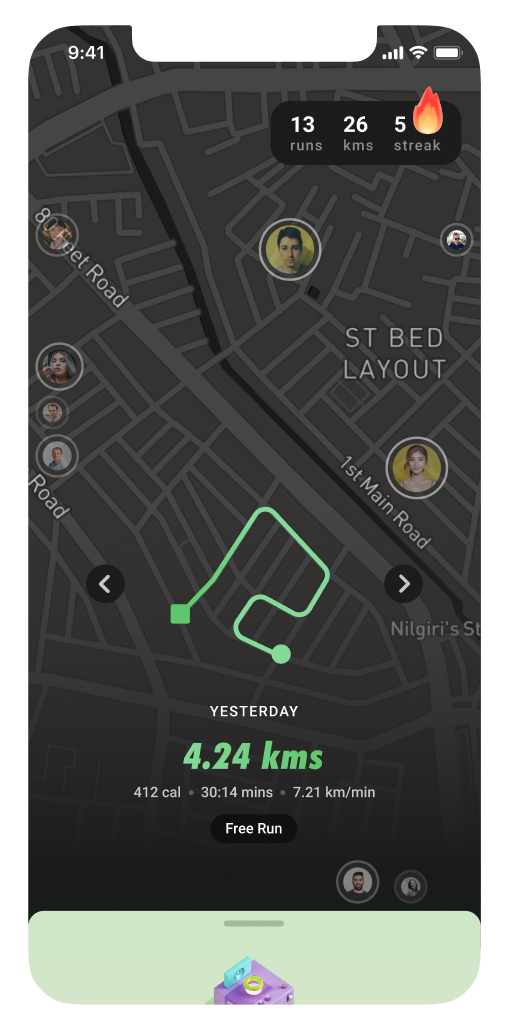 9:41
13 26 5
runs kms streak
80 Feet Road
ST BED
LAYOUT
1st Main Road
Road
Nilgiri's St
YESTERDAY
4.24 kms
412 cal • 30:14 mins • 7.21 km/min
Free Run